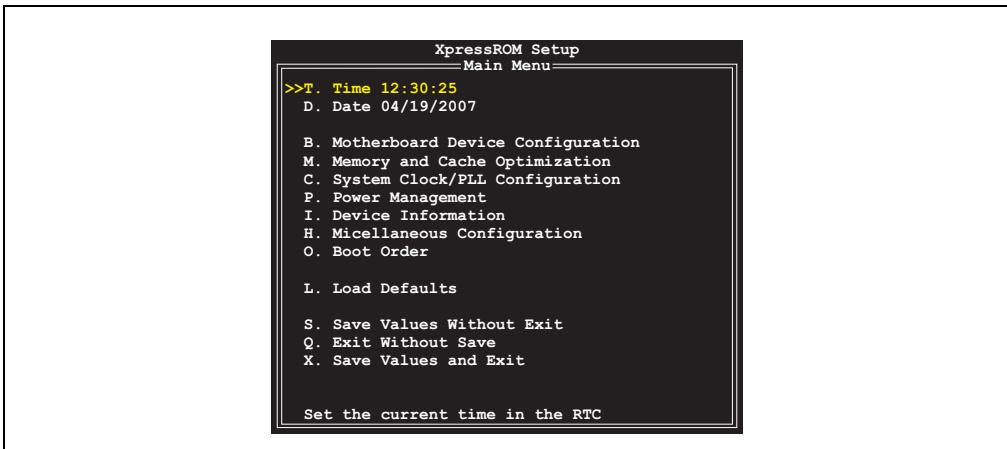 XpressROM Setup
Main Menu
>>T. Time 12:30:25
D. Date 04/19/2007
B. Motherboard Device Configuration
M. Memory and Cache Optimization
C. System Clock/PLL Configuration
P. Power Management
I. Device Information
H. Micellaneous Configuration
O. Boot Order
L. Load Defaults
S. Save Values Without Exit
Q. Exit Without Save
X. Save Values and Exit
Set the current time in the RTC